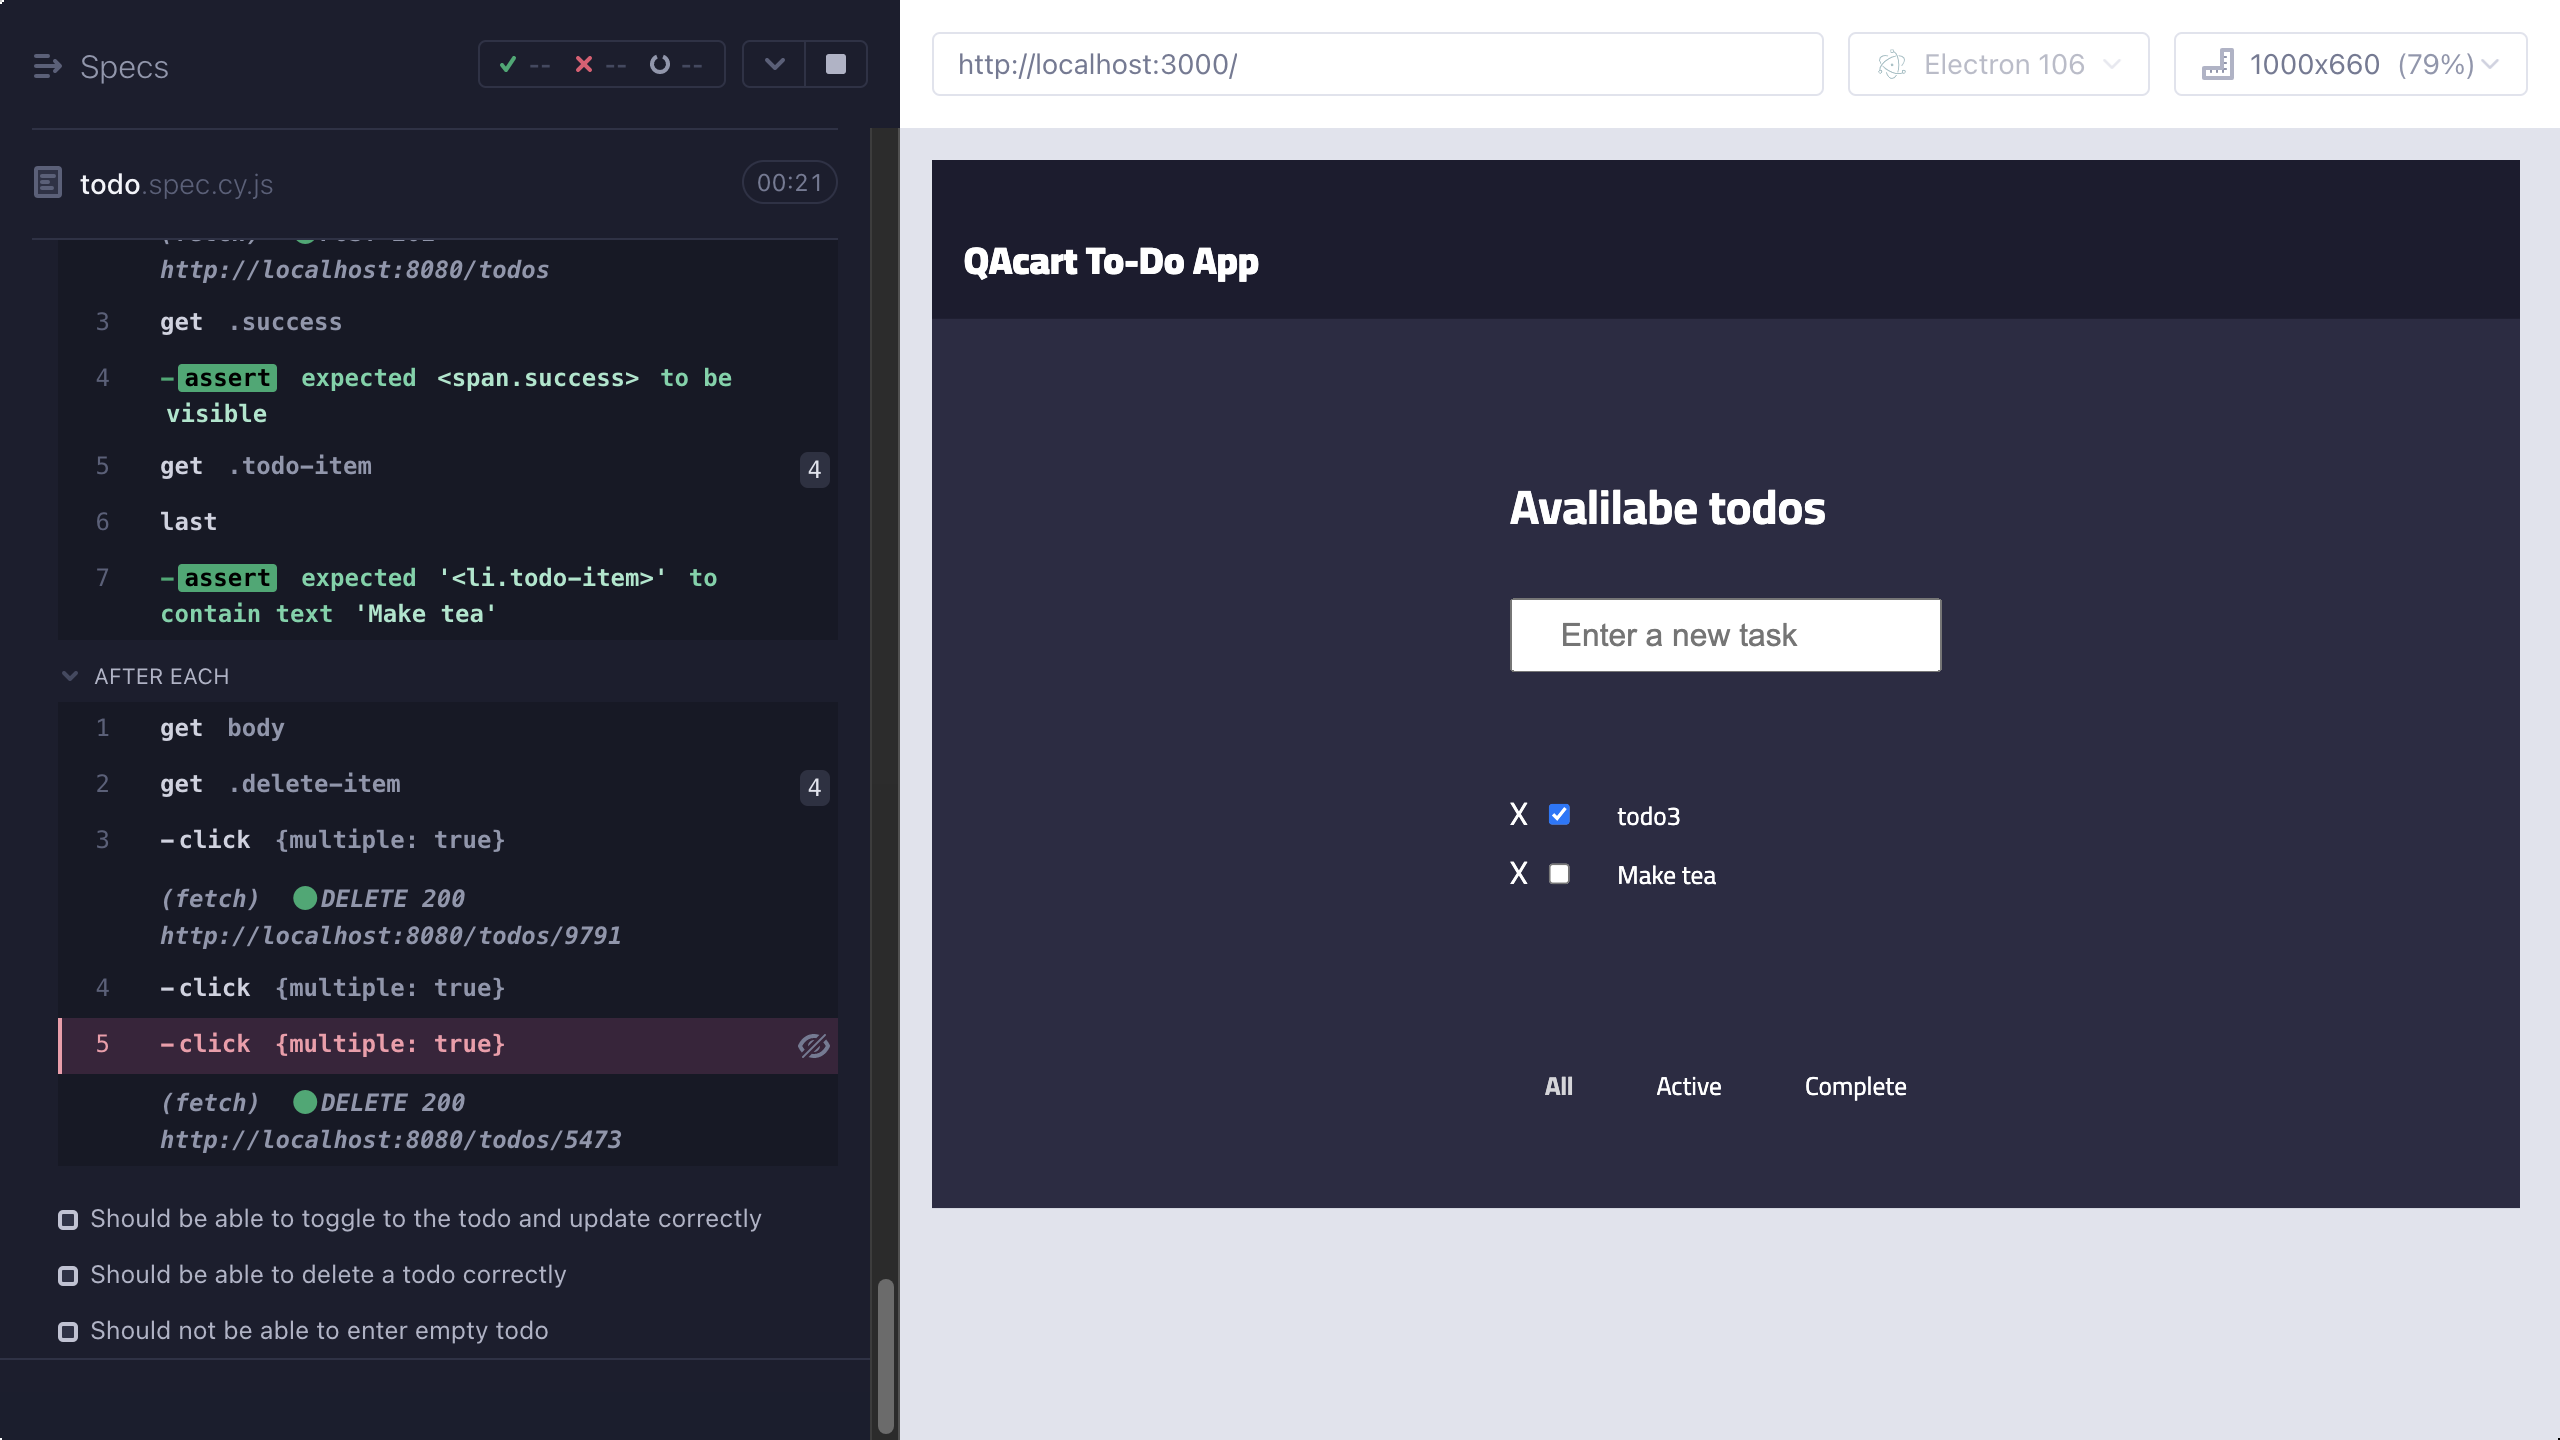 Specs
-- -- --
todo.spec.cy.js
00:21
http://localhost:8080/todos
3 get .success
4 -assert expected <span.success> to be
visible
5 get .todo-item 4
6 last
7 -assert expected '<li.todo-item>' to
contain text 'Make tea'
AFTER EACH
1 get body
2 get .delete-item 4
3 -click {multiple: true}
(fetch) DELETE 200
http://localhost:8080/todos/9791
4 -click {multiple: true}
5 -click {multiple: true}
(fetch) DELETE 200
http://localhost:8080/todos/5473
Should be able to toggle to the todo and update correctly
Should be able to delete a todo correctly
Should not be able to enter empty todo
http://localhost:3000/
Electron 106
1000x660 (79%)
QAcart To-Do App
Avalilabe todos
Enter a new task
X todo3
X Make tea
All Active Complete